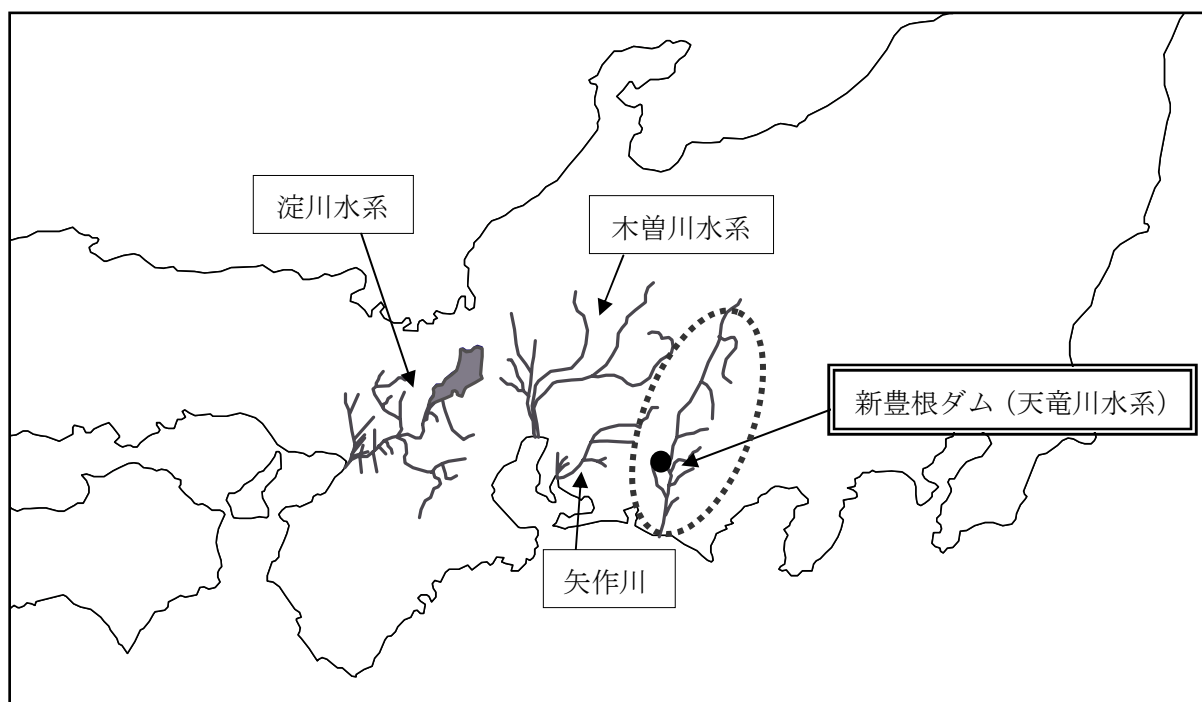 淀川水系
木曽川水系
新豊根ダム（天竜川水系）
矢作川